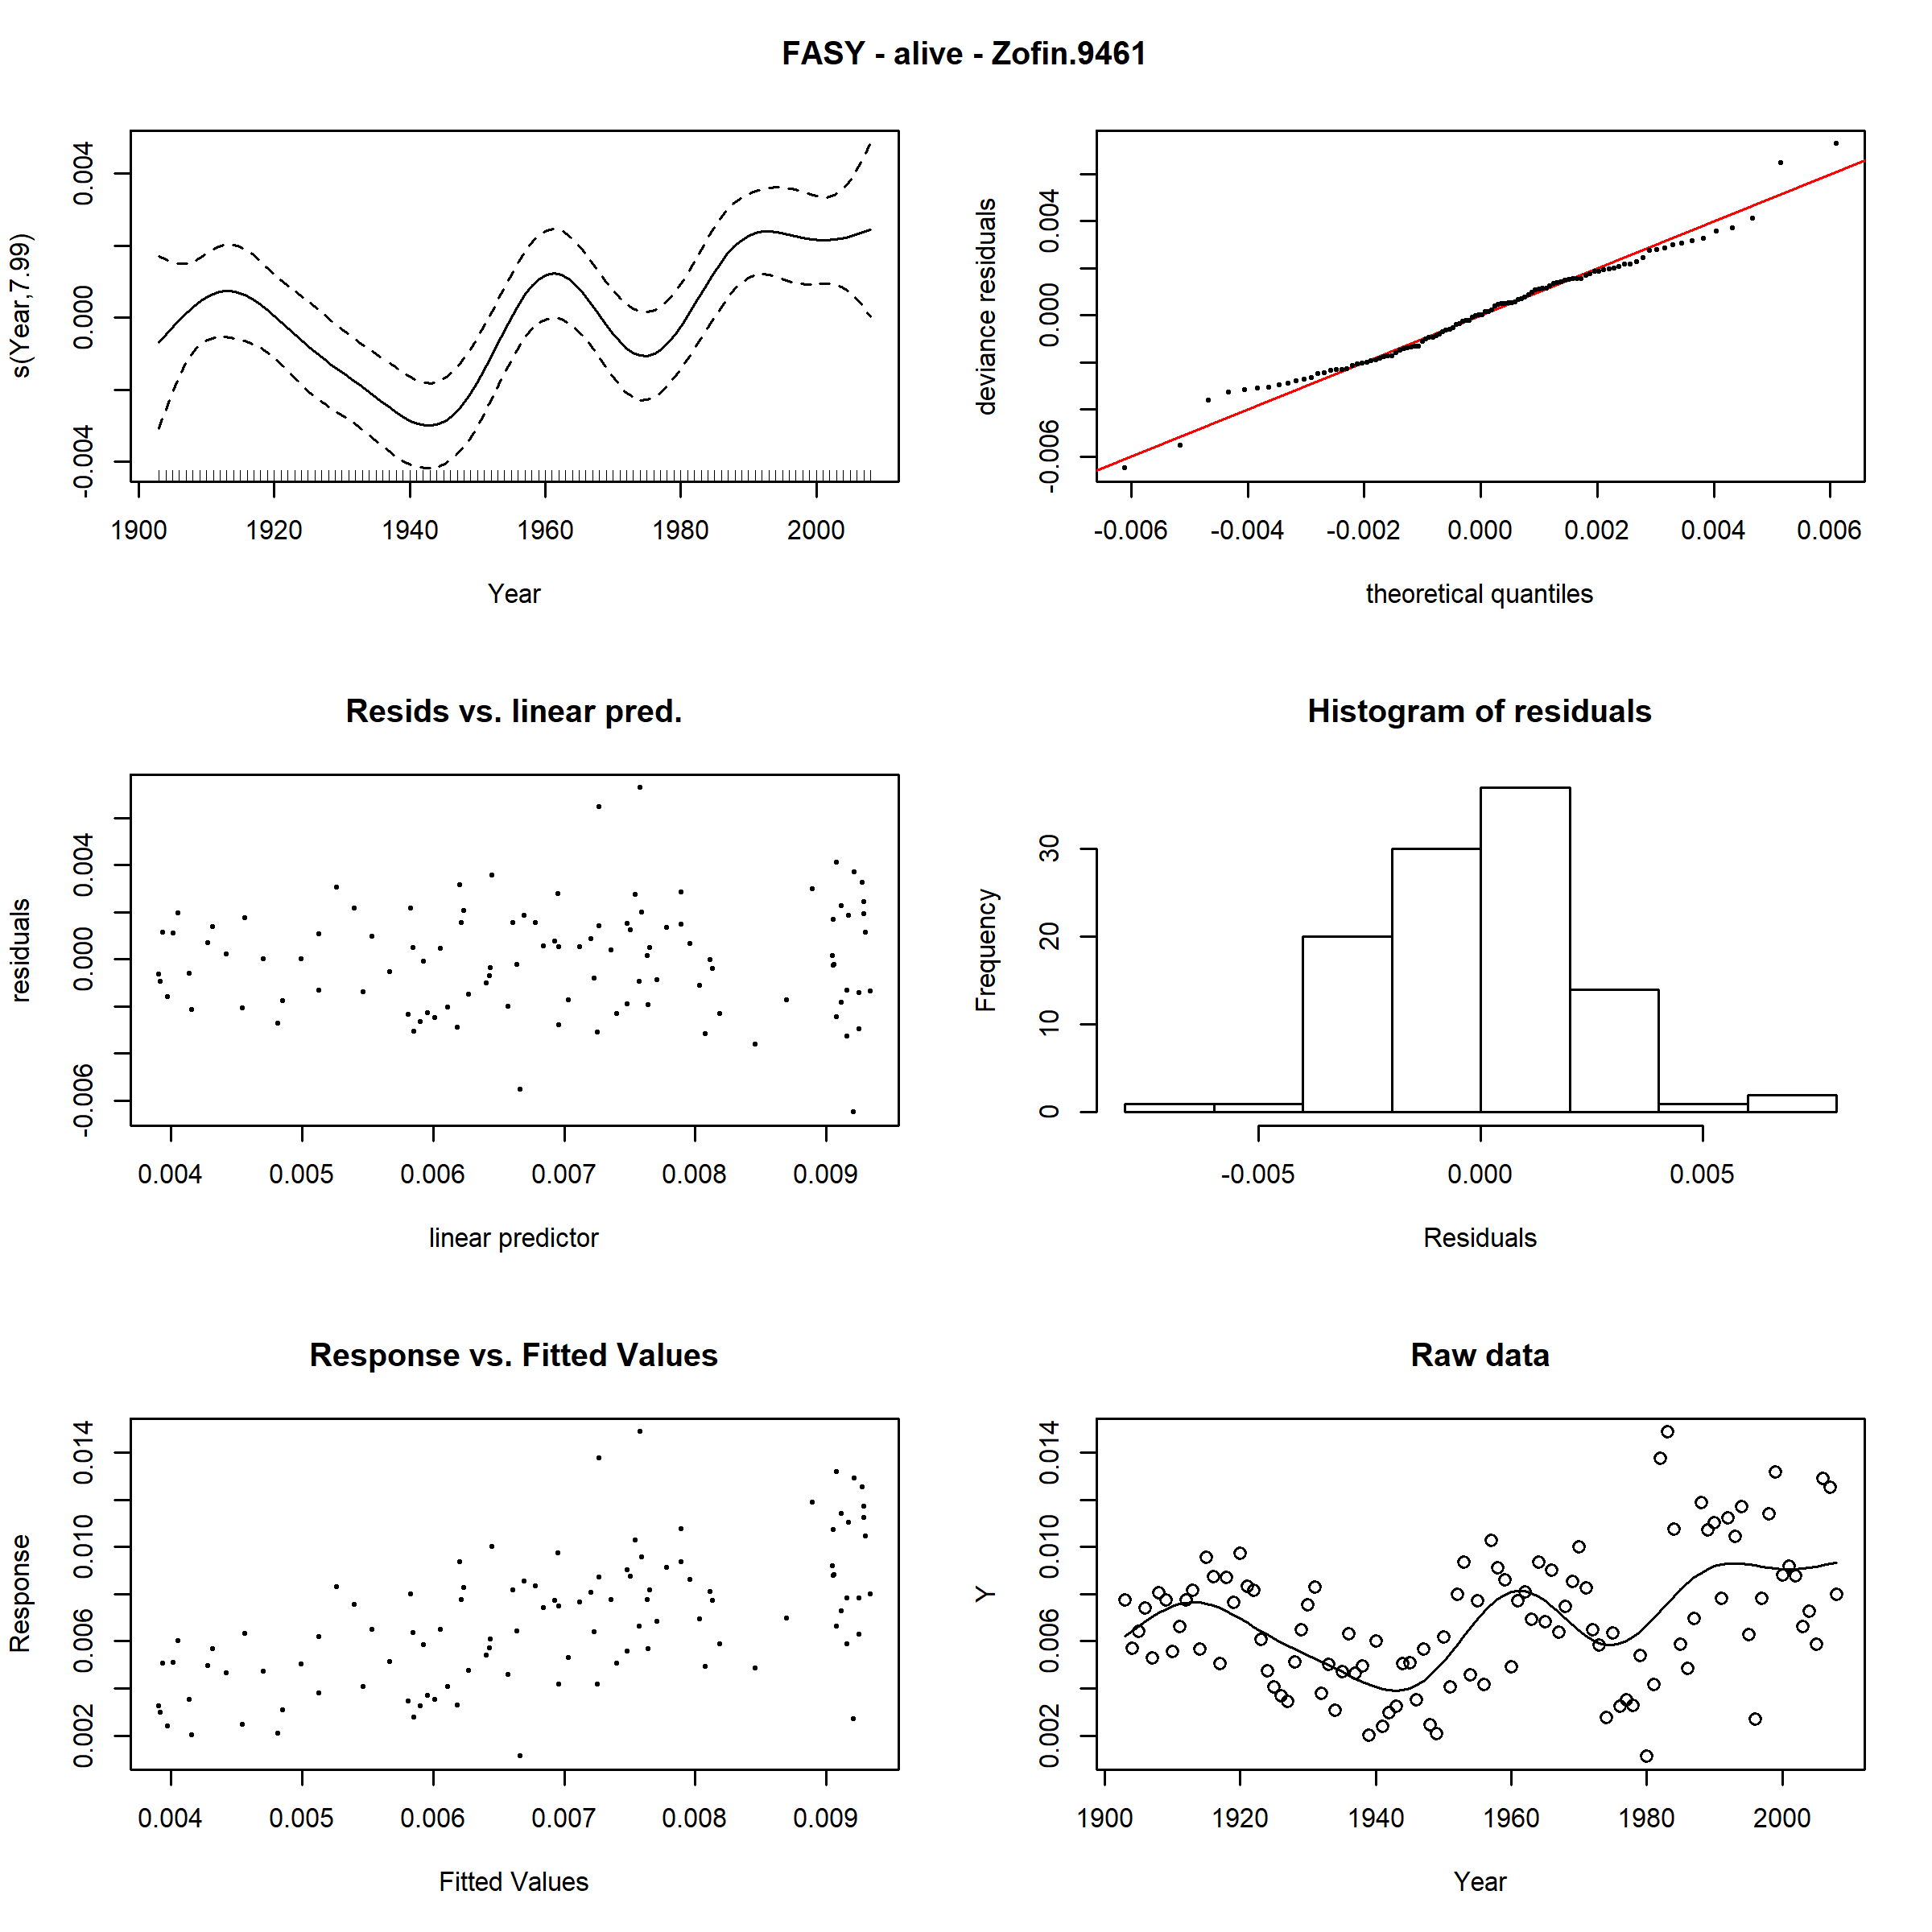 FASY - alive - Zofin.9461
s(Year,7.99)
-0.004 0.000 0.004
1900 1920 1940 1960 1980 2000
Year
deviance residuals
-0.006 0.000 0.004
-0.006 -0.004 -0.002 0.000 0.002 0.004 0.006
theoretical quantiles
Resids vs. linear pred.
residuals
-0.006 0.000 0.004
0.004 0.005 0.006 0.007 0.008 0.009
linear predictor
Histogram of residuals
Frequency
0 10 20 30
-0.005 0.000 0.005
Residuals
Response vs. Fitted Values
Response
0.002 0.006 0.010 0.014
0.004 0.005 0.006 0.007 0.008 0.009
Fitted Values
Raw data
Y
0.002 0.006 0.010 0.014
1900 1920 1940 1960 1980 2000
Year